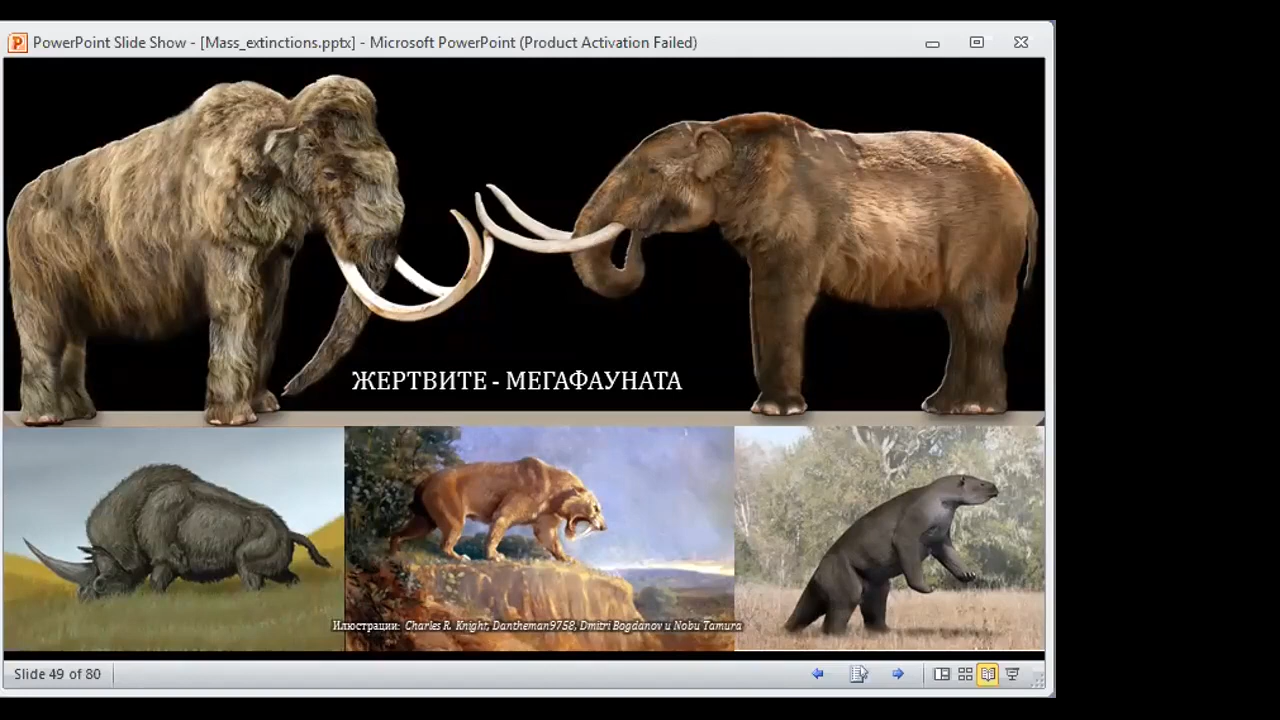 PowerPoint Slide Show - [Mass_extinctions.pptx] - Microsoft PowerPoint (Product Activation Failed)
ЖЕРТВИТЕ - МЕГАФАУНАТА
Илюстрации: Charles R. Knight, Dantheman9758, Dmitri Bogdanov и Nobu Tamura
Slide 49 of 80